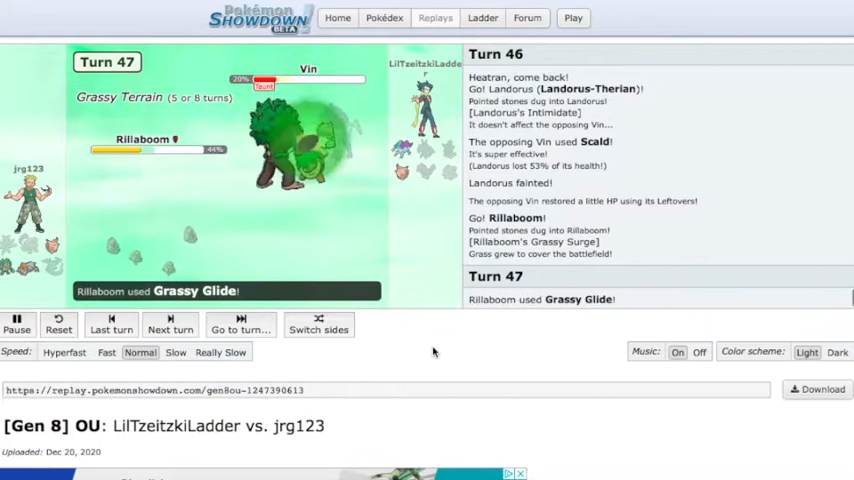 Pokémon
SHOWDOWN!
BETA
Home
Pokédex
Replays
Ladder
Forum
Play
Turn 47
Grassy Terrain (5 or 8 turns)
Vin
20%
Taunt
Rillaboom
44%
jrg123
LilTzeitzkiLadde
r
Rillaboom used Grassy Glide!
Turn 46
Heatran, come back!
Go! Landorus (Landorus-Therian)!
Pointed stones dug into Landorus!
[Landorus's Intimidate]
It doesn't affect the opposing Vin...
The opposing Vin used Scald!
It's super effective!
(Landorus lost 53% of its health!)
Landorus fainted!
The opposing Vin restored a little HP using its Leftovers!
Go! Rillaboom!
Pointed stones dug into Rillaboom!
[Rillaboom's Grassy Surge]
Grass grew to cover the battlefield!
Turn 47
Rillaboom used Grassy Glide!
Pause
Reset
Last turn
Next turn
Go to turn...
Switch sides
Speed:
Hyperfast
Fast
Normal
Slow
Really Slow
Music:
On
Off
Color scheme:
Light
Dark
https://replay.pokemonshowdown.com/gen8ou-1247390613
Download
[Gen 8] OU: LilTzeitzkiLadder vs. jrg123
Uploaded: Dec 20, 2020